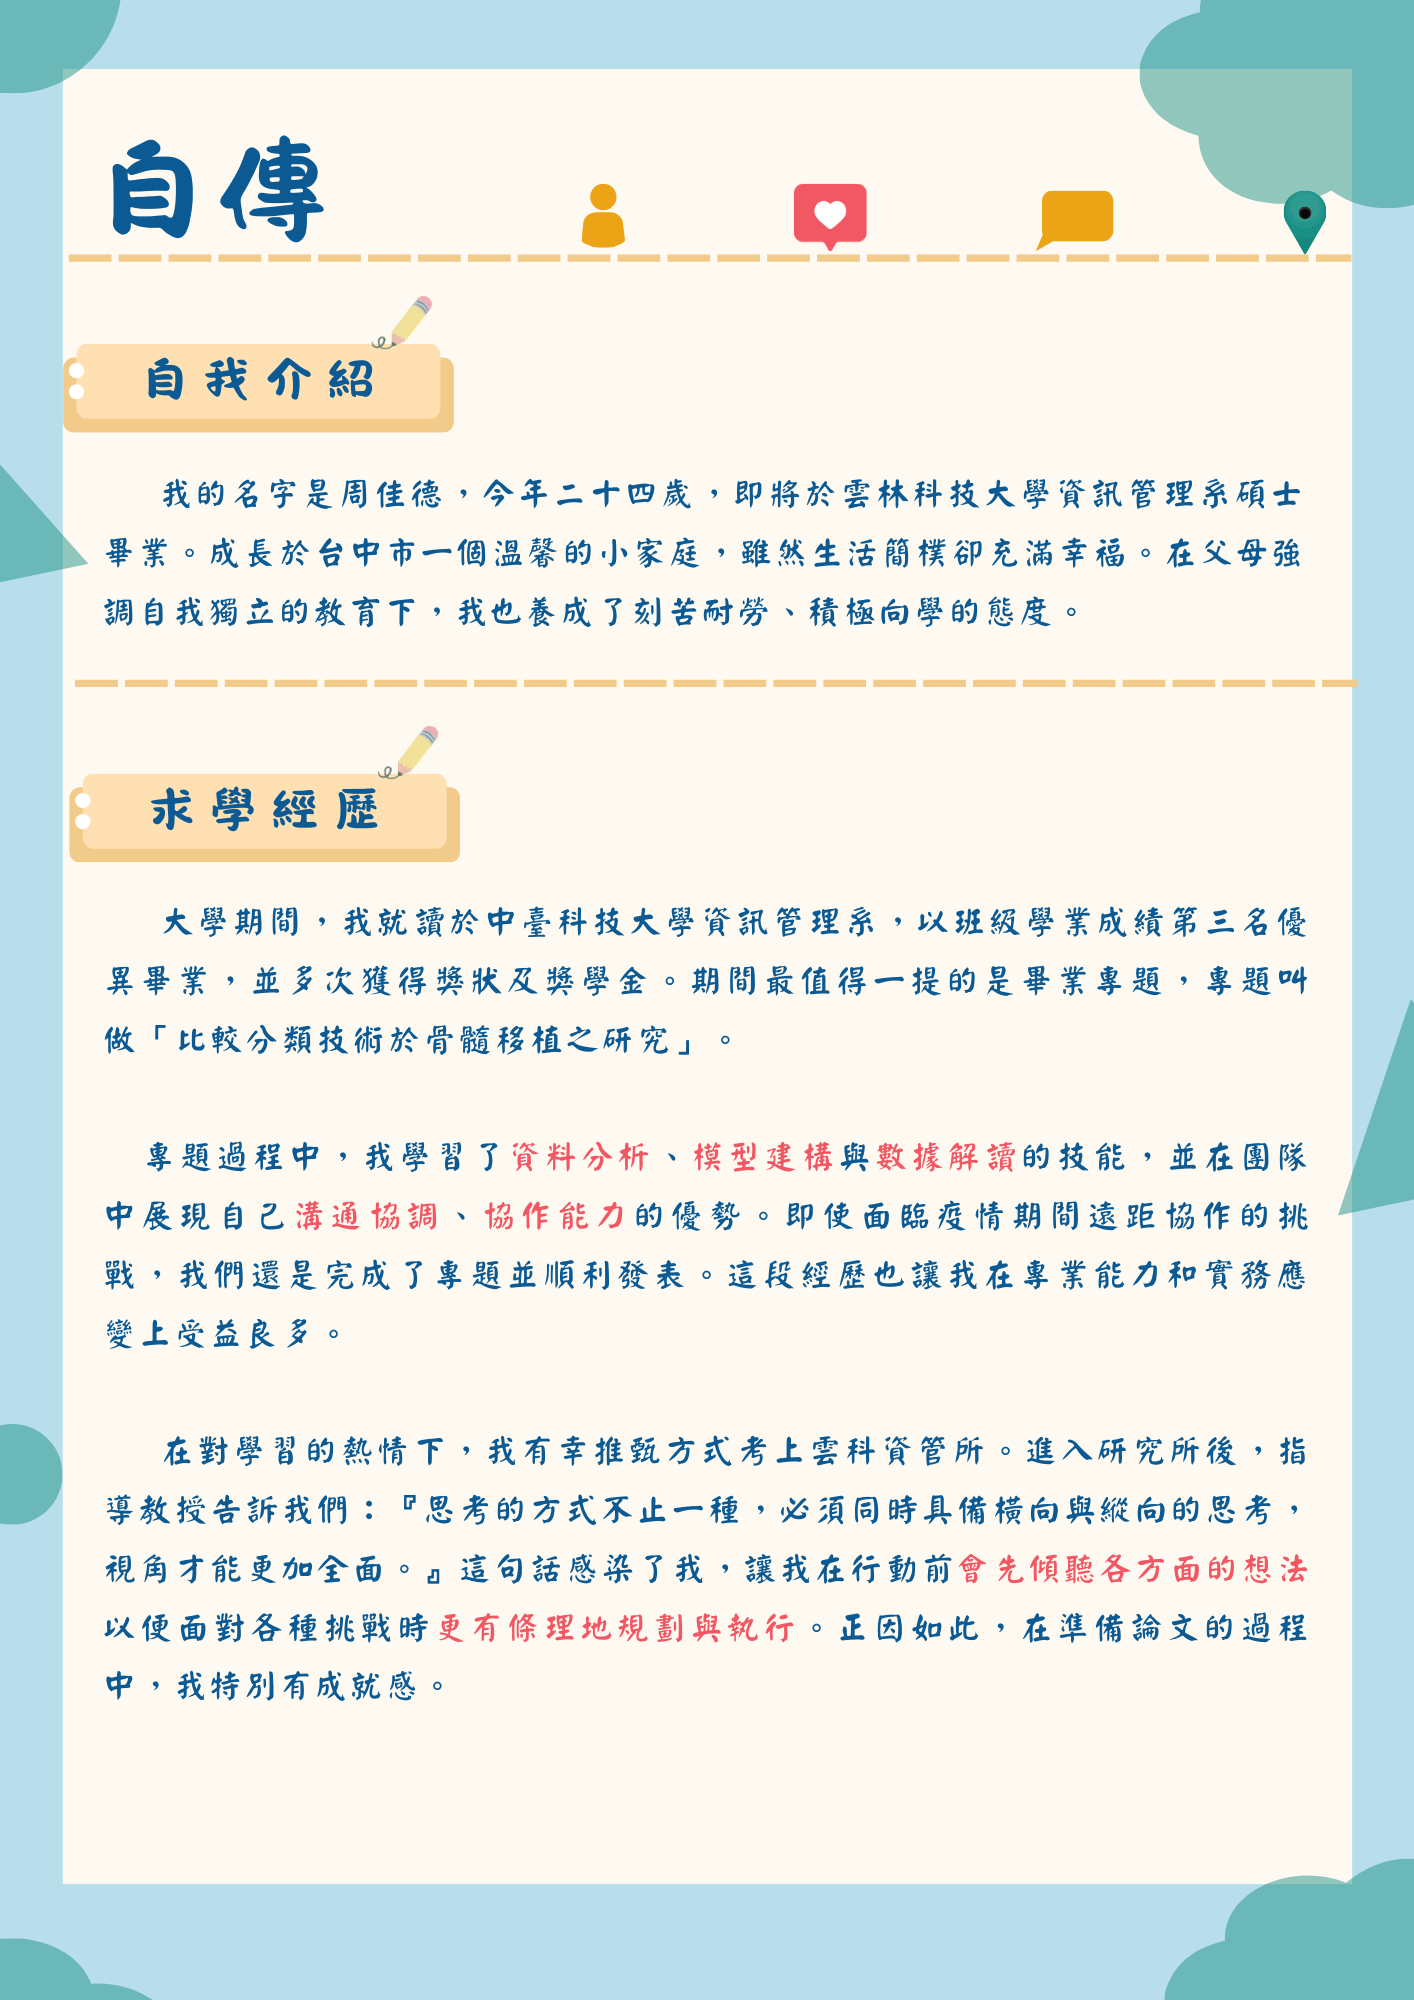 自傳
自我介紹
我的名字是周佳德，今年二十四歲，即將於雲林科技大學資訊管理系碩士
畢業。成長於台中市一個溫馨的小家庭，雖然生活簡樸卻充滿幸福。在父母強
調自我獨立的教育下，我也養成了刻苦耐勞、積極向學的態度。
求學經歷
大學期間，我就讀於中臺科技大學資訊管理系，以班級學業成績第三名優
異畢業，並多次獲得獎狀及獎學金。期間最值得一提的是畢業專題，專題叫
做「比較分類技術於骨髓移植之研究」。
專題過程中，我學習了資料分析、模型建構與數據解讀的技能，並在團隊
中展現自己溝通協調、協作能力的優勢。即使面臨疫情期間遠距協作的挑
戰，我們還是完成了專題並順利發表。這段經歷也讓我在專業能力和實務應
變上受益良多。
在對學習的熱情下，我有幸推甄方式考上雲科資管所。進入研究所後，指
導教授告訴我們：『思考的方式不止一種，必須同時具備橫向與縱向的思考，
視角才能更加全面。』這句話感染了我，讓我在行動前會先傾聽各方面的想法
以便面對各種挑戰時更有條理地規劃與執行。正因如此，在準備論文的過程
中，我特別有成就感。